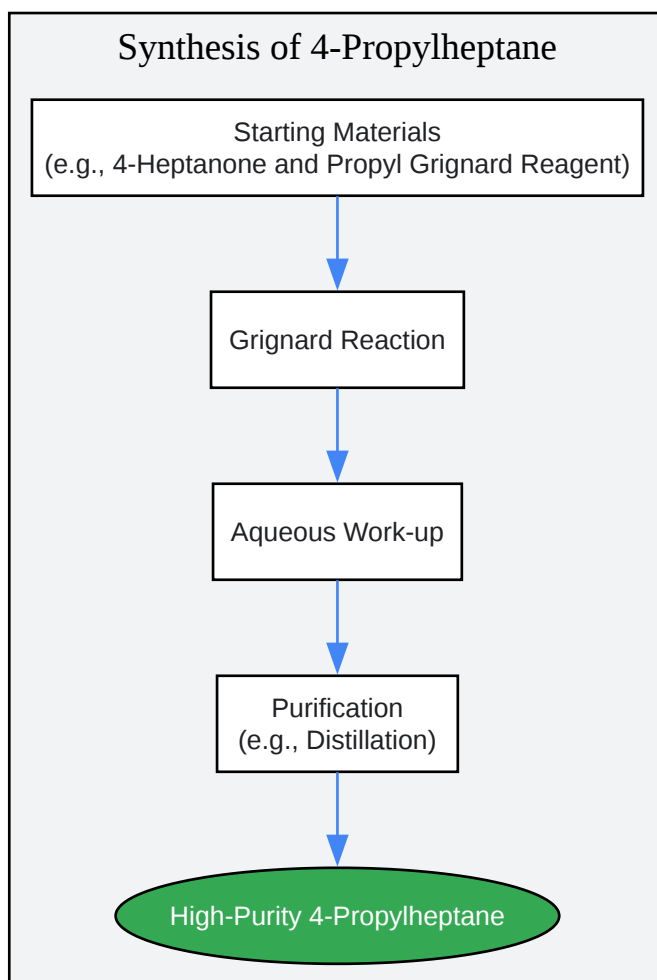 Synthesis of 4-Propylheptane
Starting Materials
(e.g., 4-Heptanone and Propyl Grignard Reagent)
Grignard Reaction
Aqueous Work-up
Purification
(e.g., Distillation)
High-Purity 4-Propylheptane